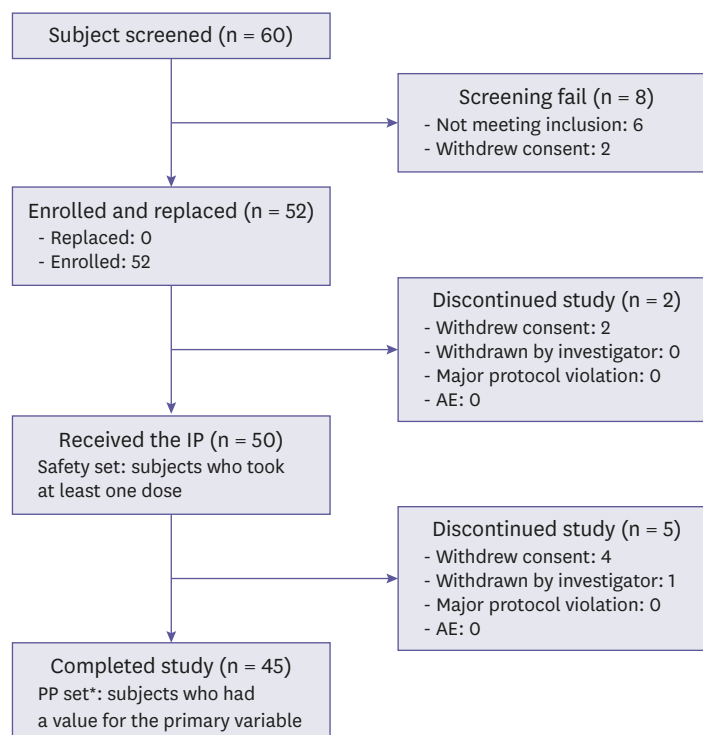 Subject screened (n = 60)
Screening fail (n = 8)
- Not meeting inclusion: 6
- Withdrew consent: 2
Enrolled and replaced (n = 52)
- Replaced: 0
- Enrolled: 52
Discontinued study (n = 2)
- Withdrew consent: 2
- Withdrawn by investigator: 0
- Major protocol violation: 0
- AE: 0
Received the IP (n = 50)
Safety set: subjects who took
at least one dose
Discontinued study (n = 5)
- Withdrew consent: 4
- Withdrawn by investigator: 1
- Major protocol violation: 0
- AE: 0
Completed study (n = 45)
PP set*: subjects who had
a value for the primary variable